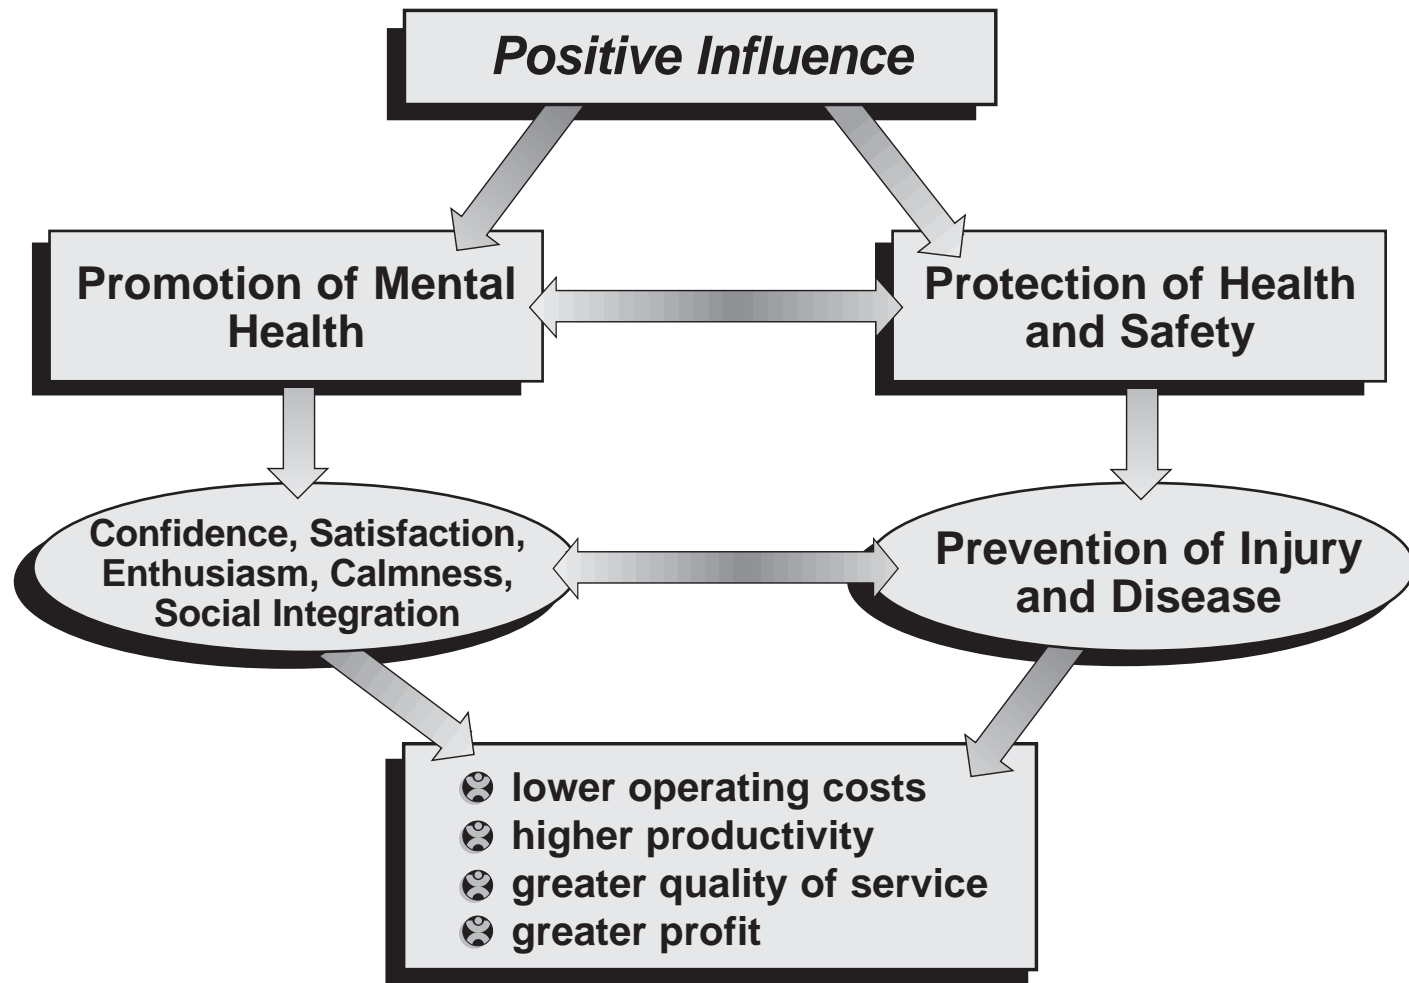 Positive Influence
Promotion of Mental
Health
Protection of Health
and Safety
Confidence, Satisfaction,
Enthusiasm, Calmness,
Social Integration
Prevention of Injury
and Disease
lower operating costs
higher productivity
greater quality of service
greater profit